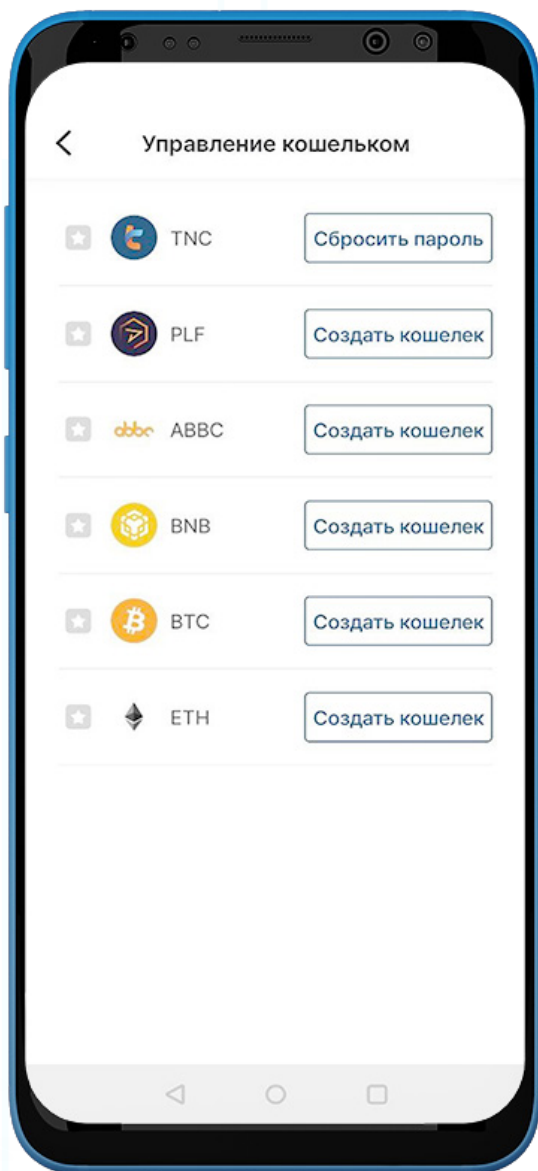 Управление кошельком
TNC Сбросить пароль
PLF Создать кошелек
abbc ABBC Создать кошелек
BNB Создать кошелек
BTC Создать кошелек
ETH Создать кошелек